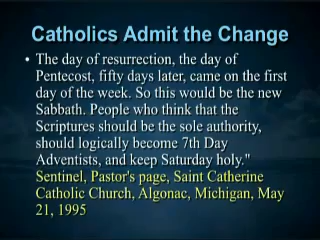 Catholics Admit the Change
• The day of resurrection, the day of
Pentecost, fifty days later, came on the first
day of the week. So this would be the new
Sabbath. People who think that the
Scriptures should be the sole authority,
should logically become 7th Day
Adventists, and keep Saturday holy."
Sentinel, Pastor's page, Saint Catherine
Catholic Church, Algonac, Michigan, May
21, 1995